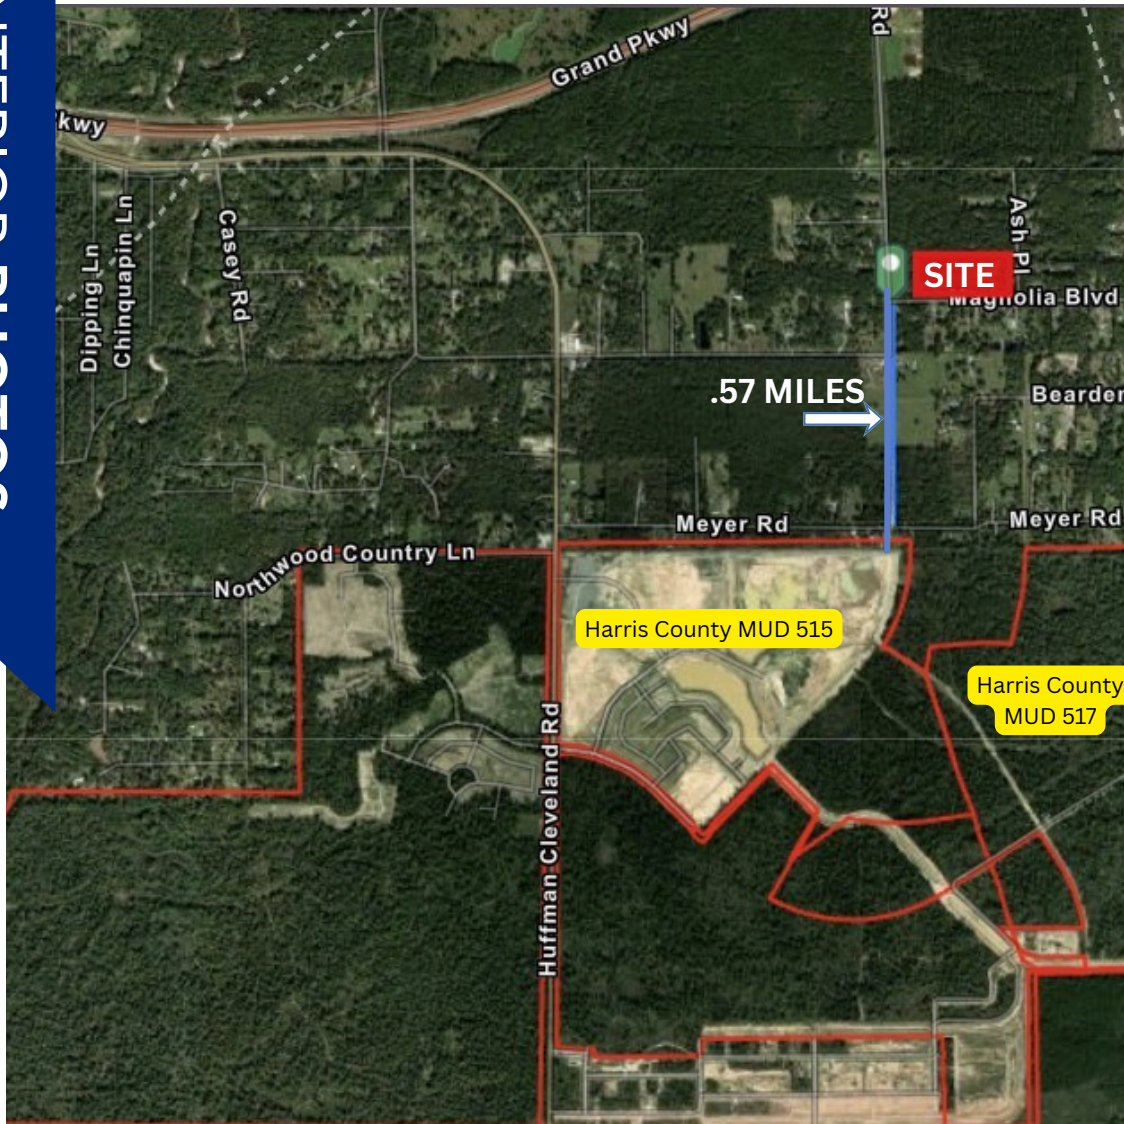 Rd
Grand Pkwy
kwy
Dipping Ln
Chinquapin Ln
Casey Rd
Ash Pl
SITE
Magnolia Blvd
.57 MILES
Bearden
Meyer Rd
Meyer Rd
Northwood Country Ln
Harris County MUD 515
Harris County
MUD 517
Huffman Cleveland Rd